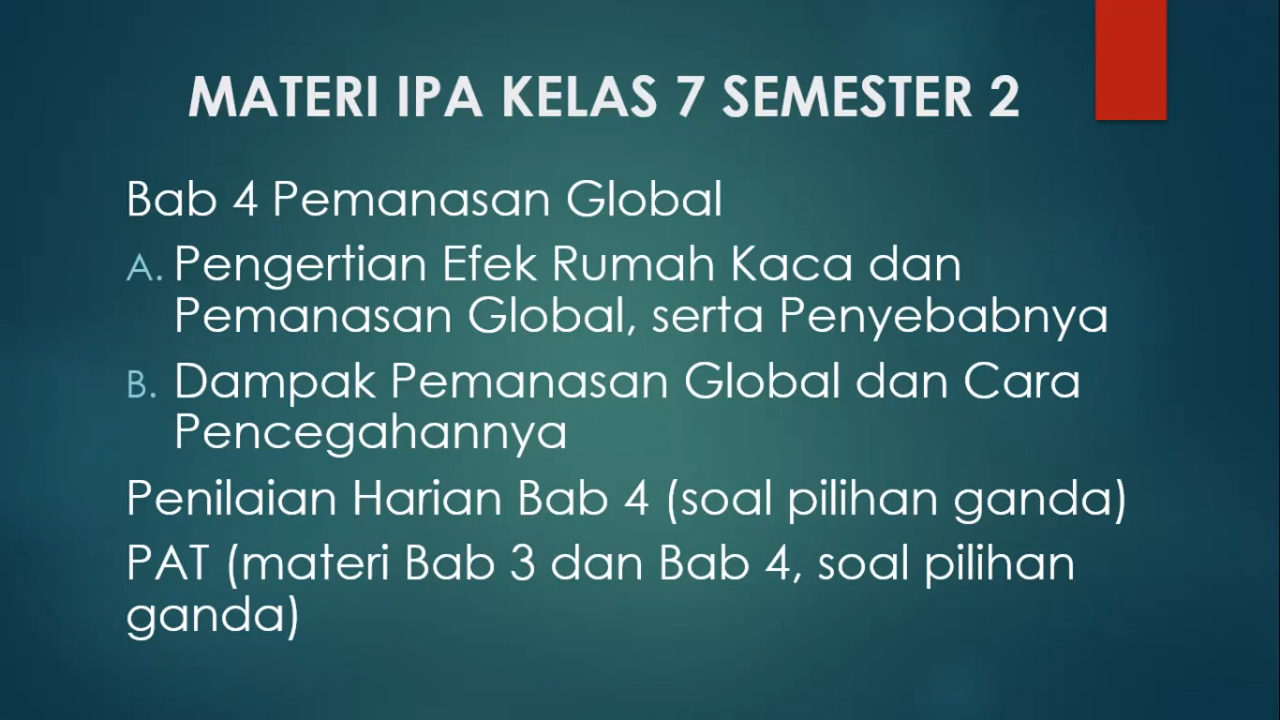 MATERI IPA KELAS 7 SEMESTER 2
Bab 4 Pemanasan Global
A. Pengertian Efek Rumah Kaca dan
Pemanasan Global, serta Penyebabnya
B. Dampak Pemanasan Global dan Cara
Pencegahannya
Penilaian Harian Bab 4 (soal pilihan ganda)
PAT (materi Bab 3 dan Bab 4, soal pilihan
ganda)